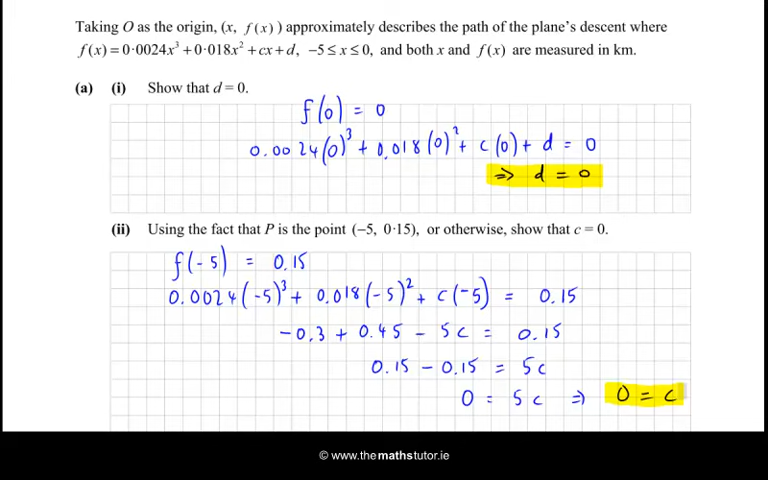 Taking O as the origin, (x, f(x)) approximately describes the path of the plane's descent where
f(x) = 0·0024x³ + 0·018x² + cx + d, −5 ≤ x ≤ 0, and both x and f(x) are measured in km.
(a) (i) Show that d = 0.
f(0) = 0
0.0024(0)³ + 0.018(0)² + c(0) + d = 0
⇒ d = 0
(ii) Using the fact that P is the point (−5, 0·15), or otherwise, show that c = 0.
f(-5) = 0.15
0.0024(-5)³ + 0.018(-5)² + c(-5) = 0.15
-0.3 + 0.45 - 5c = 0.15
0.15 - 0.15 = 5c
0 = 5c ⇒ 0 = c
© www.themathstutor.ie